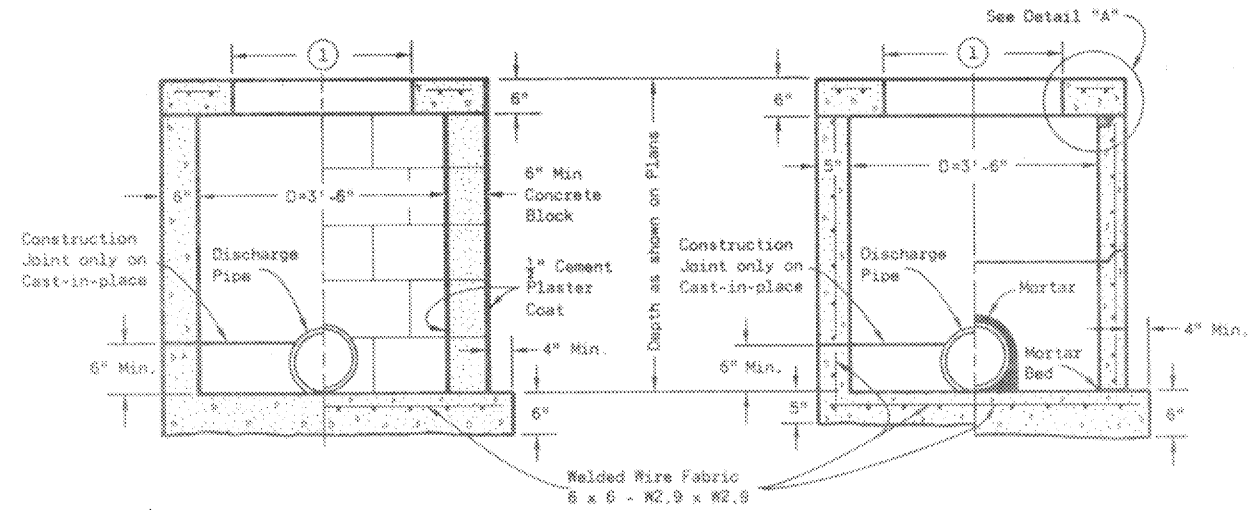 See Detail "A"
1
1
6"
6"
6"
D=3'-6"
6" Min
Concrete
Block
Depth as shown on Plans
5"
D=3'-6"
Construction
Joint only on
Cast-in-place
Discharge
Pipe
Cement
Plaster
Coat
Construction
Joint only on
Cast-in-place
Discharge
Pipe
Mortar
6" Min.
4" Min.
6"
6" Min.
5"
Mortar
Bed
4" Min.
6"
Welded Wire Fabric
6 x 6 - W2.9 x W2.9